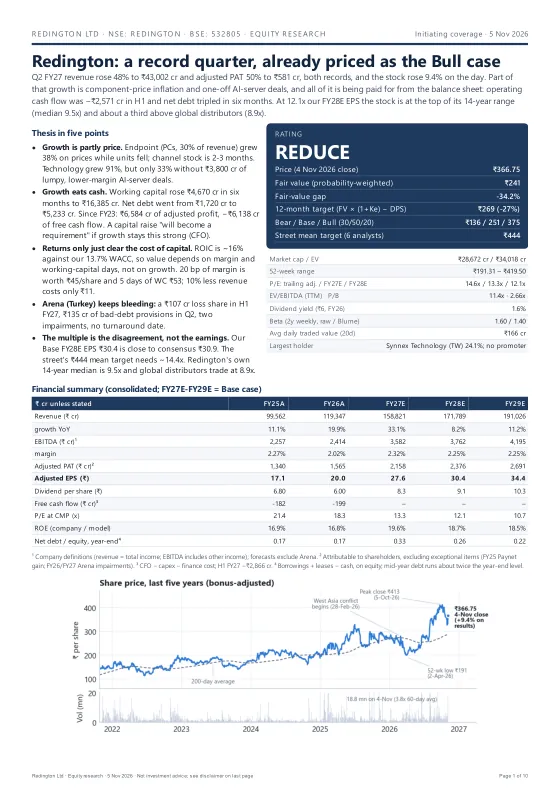 REDINGTON LTD · NSE: REDINGTON · BSE: 532805 · EQUITY RESEARCH
Initiating coverage · 5 Nov 2026
Redington: a record quarter, already priced as the Bull case
Q2 FY27 revenue rose 48% to ₹43,002 cr and adjusted PAT 50% to ₹581 cr, both records, and the stock rose 9.4% on the day. Part of
that growth is component-price inflation and one-off AI-server deals, and all of it is being paid for from the balance sheet: operating
cash flow was −₹2,571 cr in H1 and net debt tripled in six months. At 12.1x our FY28E EPS the stock is at the top of its 14-year range
(median 9.5x) and about a third above global distributors (8.9x).
Thesis in five points
• Growth is partly price. Endpoint (PCs, 30% of revenue) grew
38% on prices while units fell; channel stock is 2-3 months.
Technology grew 91%, but only 33% without ₹3,800 cr of
lumpy, lower-margin AI-server deals.
• Growth eats cash. Working capital rose ₹4,670 cr in six
months to ₹16,385 cr. Net debt went from ₹1,720 cr to
₹5,233 cr. Since FY23: ₹6,584 cr of adjusted profit, −₹6,138 cr
of free cash flow. A capital raise "will become a
requirement" if growth stays this strong (CFO).
• Returns only just clear the cost of capital. ROIC is ~16%
against our 13.7% WACC, so value depends on margin and
working-capital days, not on growth. 20 bp of margin is
worth ₹45/share and 5 days of WC ₹53; 10% less revenue
costs only ₹11.
• Arena (Turkey) keeps bleeding: a ₹107 cr loss share in H1
FY27, ₹135 cr of bad-debt provisions in Q2, two
impairments, no turnaround date.
• The multiple is the disagreement, not the earnings. Our
Base FY28E EPS ₹30.4 is close to consensus ₹30.9. The
street's ₹444 mean target needs ~14.4x. Redington's own
14-year median is 9.5x and global distributors trade at 8.9x.
RATING
REDUCE
Price (4 Nov 2026 close) ₹366.75
Fair value (probability-weighted) ₹241
Fair-value gap -34.2%
12-month target (FV × (1+Ke) − DPS) ₹269 (-27%)
Bear / Base / Bull (30/50/20) ₹136 / 251 / 375
Street mean target (6 analysts) ₹444
Market cap / EV ₹28,672 cr / ₹34,018 cr
52-week range ₹191.31 − ₹419.50
P/E: trailing adj. / FY27E / FY28E 14.6x / 13.3x / 12.1x
EV/EBITDA (TTM) P/B 11.4x · 2.66x
Dividend yield (₹6, FY26) 1.6%
Beta (2y weekly, raw / Blume) 1.60 / 1.40
Avg daily traded value (20d) ₹166 cr
Largest holder Synnex Technology (TW) 24.1%; no promoter
Financial summary (consolidated; FY27E-FY29E = Base case)
₹ cr unless stated FY25A FY26A FY27E FY28E FY29E
Revenue (₹ cr) 99,562 119,347 158,821 171,789 191,026
growth YoY 11.1% 19.9% 33.1% 8.2% 11.2%
EBITDA (₹ cr)¹ 2,257 2,414 3,582 3,762 4,195
margin 2.27% 2.02% 2.32% 2.25% 2.25%
Adjusted PAT (₹ cr)² 1,340 1,565 2,158 2,376 2,691
Adjusted EPS (₹) 17.1 20.0 27.6 30.4 34.4
Dividend per share (₹) 6.80 6.00 8.3 9.1 10.3
Free cash flow (₹ cr)³ -182 -199 − − −
P/E at CMP (x) 21.4 18.3 13.3 12.1 10.7
ROE (company / model) 16.9% 16.8% 19.6% 18.7% 18.5%
Net debt / equity, year-end⁴ 0.17 0.17 0.33 0.26 0.22
¹ Company definitions (revenue = total income; EBITDA includes other income); forecasts exclude Arena. ² Attributable to shareholders, excluding exceptional items (FY25 Paynet
gain; FY26/FY27 Arena impairments). ³ CFO − capex − finance cost; H1 FY27 −₹2,866 cr. ⁴ Borrowings + leases − cash, on equity; mid-year debt runs about twice the year-end level.
Share price, last five years (bonus-adjusted)
Peak close ₹413
(5-Oct-26)
West Asia conflict
begins (28-Feb-26)
₹366.75
4-Nov close
(+9.4% on
results)
52-wk low ₹191
(2-Apr-26)
200-day average
₹ per share
400
300
200
100
18.8 mn on 4-Nov (3.8x 60-day avg)
Vol (mn)
20
0
2022 2023 2024 2025 2026 2027
Redington Ltd · Equity research · 5 Nov 2026 · Not investment advice; see disclaimer on last page
Page 1 of 10